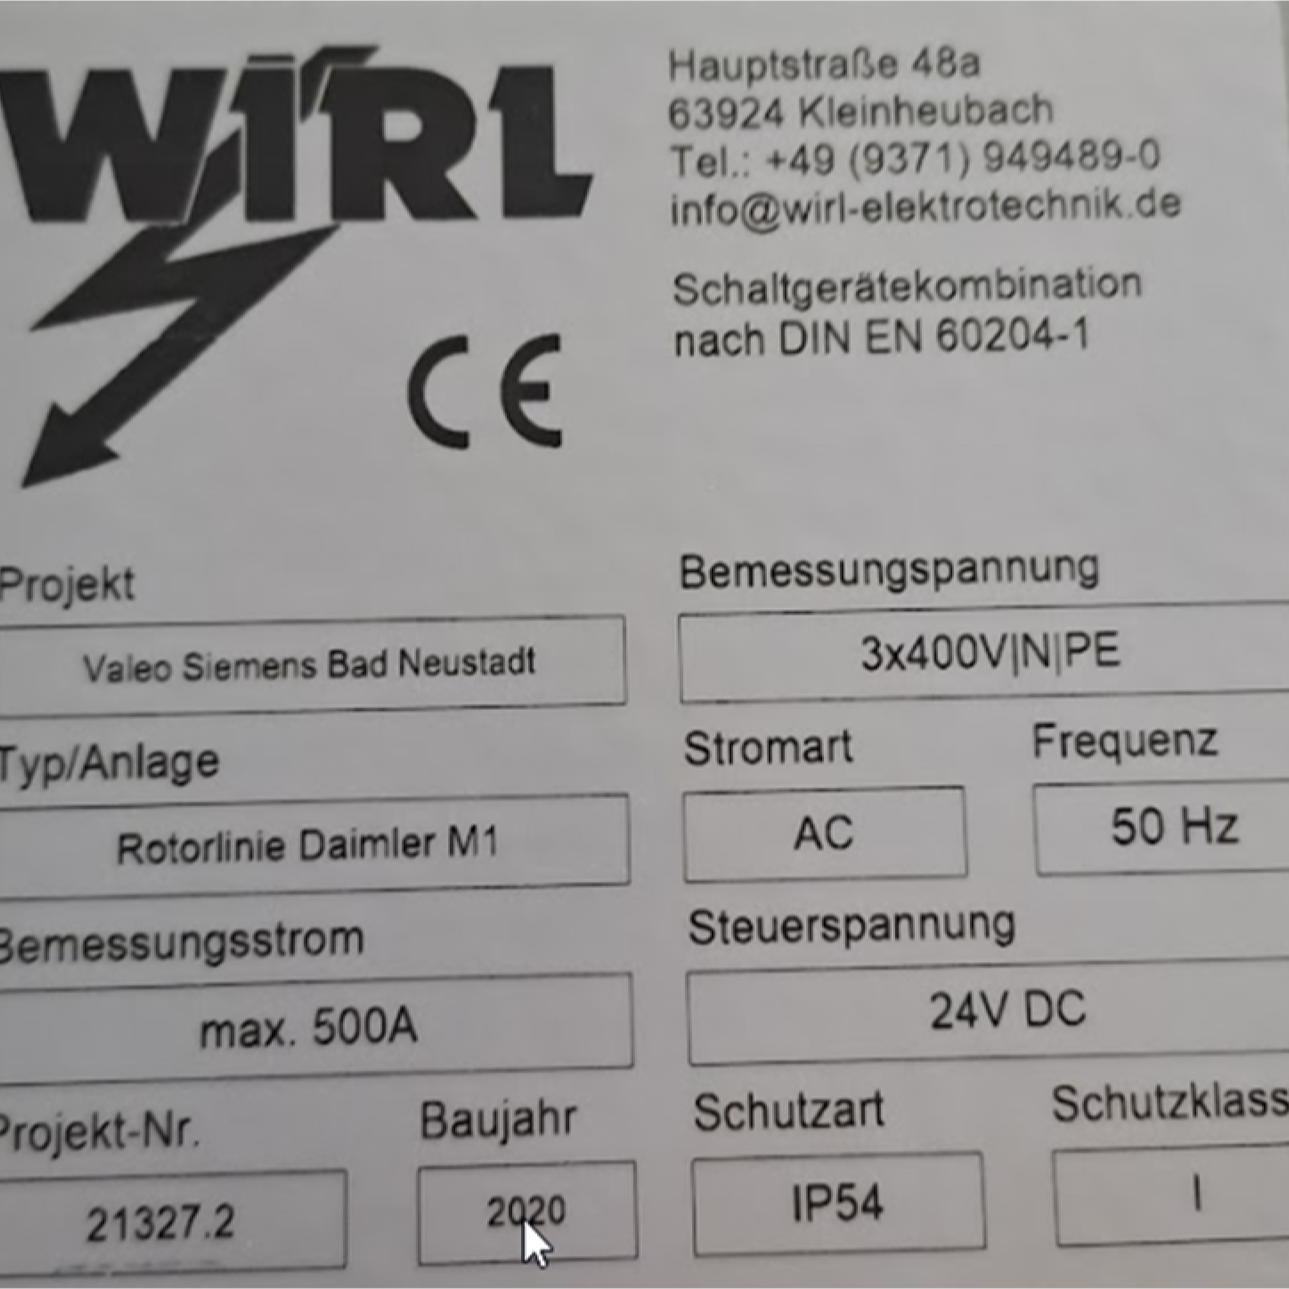 WIRL
Hauptstraße 48a
63924 Kleinheubach
Tel.: +49 (9371) 949489-0
info@wirl-elektrotechnik.de
Schaltgerätekombination
nach DIN EN 60204-1
CE
Projekt
Valeo Siemens Bad Neustadt
Bemessungspannung
3x400V|N|PE
Typ/Anlage
Rotorlinie Daimler M1
Stromart
AC
Frequenz
50 Hz
Bemessungsstrom
max. 500A
Steuerspannung
24V DC
Projekt-Nr.
21327.2
Baujahr
2020
Schutzart
IP54
Schutzklass
I